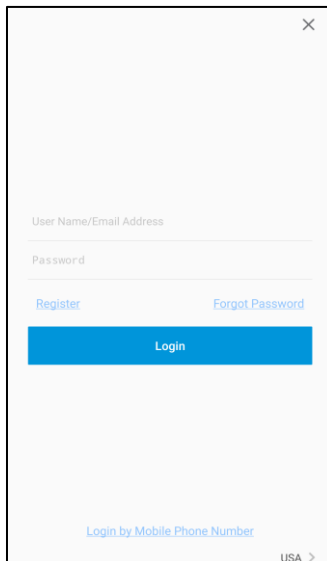 User Name/Email Address
Password
Register Forgot Password
Login
Login by Mobile Phone Number
USA